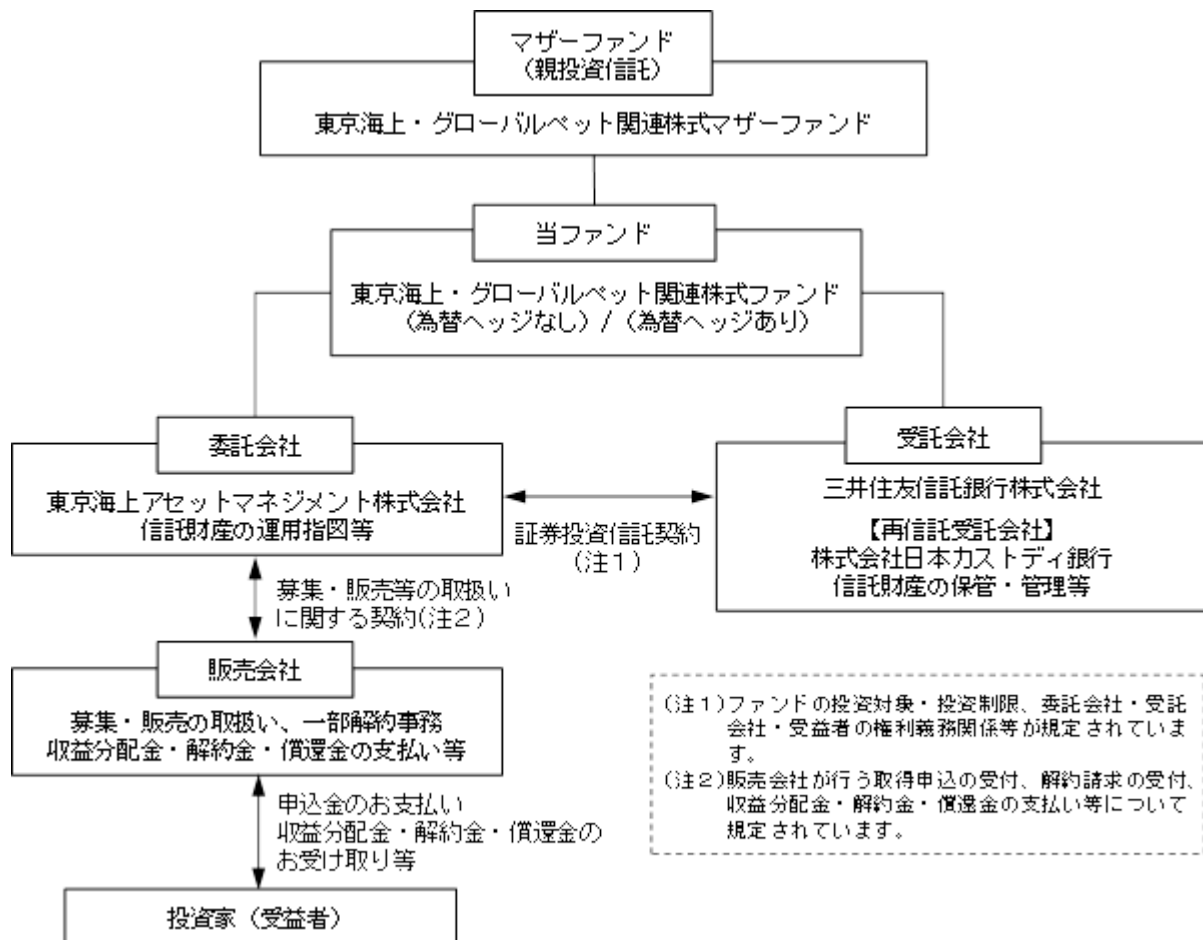 マザーファンド
(親投資信託)
東京海上・グローバルペット関連株式マザーファンド
当ファンド
東京海上・グローバルペット関連株式ファンド
(為替ヘッジなし)/(為替ヘッジあり)
委託会社
東京海上アセットマネジメント株式会社
信託財産の運用指図等
証券投資信託契約
(注1)
受託会社
三井住友信託銀行株式会社
【再信託受託会社】
株式会社日本カストディ銀行
信託財産の保管・管理等
募集・販売等の取扱い
に関する契約(注2)
販売会社
募集・販売の取扱い、一部解約事務
収益分配金・解約金・償還金の支払い等
申込金のお支払い
収益分配金・解約金・償還金の
お受け取り等
投資家(受益者)
(注1)ファンドの投資対象・投資制限、委託会社・受託
会社・受益者の権利義務関係等が規定されていま
す。
(注2)販売会社が行う取得申込の受付、解約請求の受付、
収益分配金・解約金・償還金の支払い等について
規定されています。